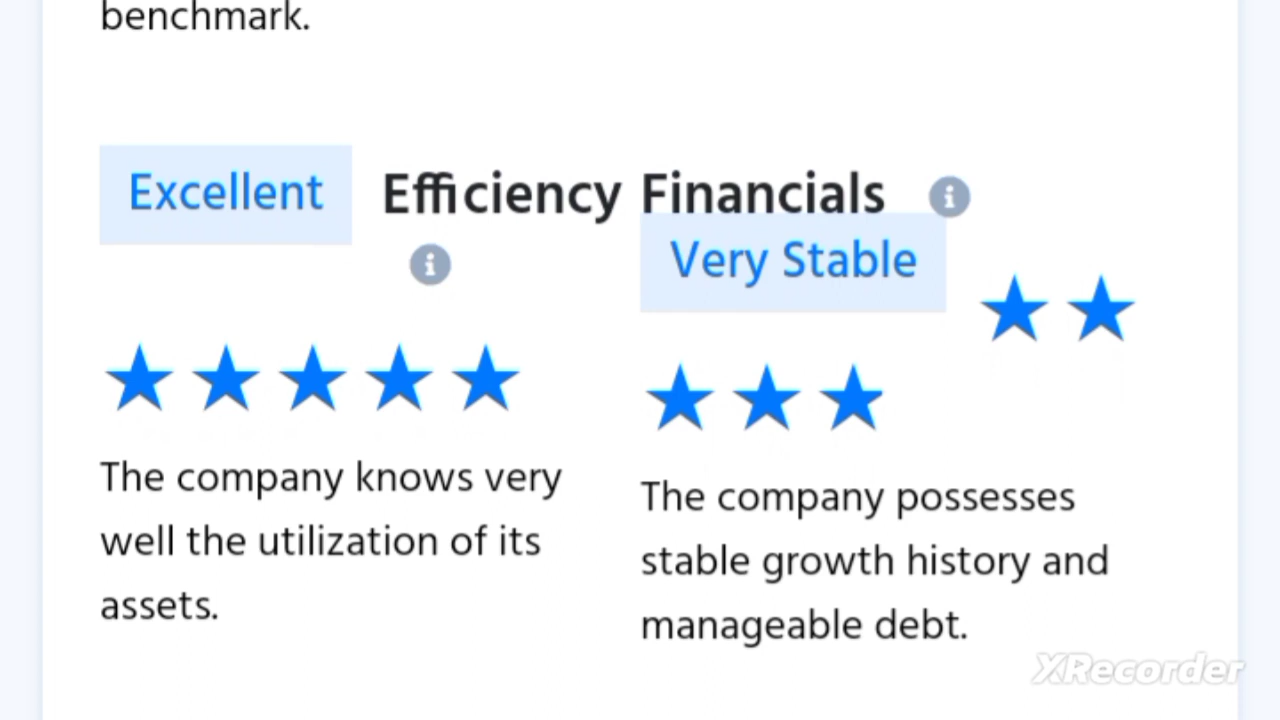 benchmark.
Excellent Efficiency
The company knows very
well the utilization of its
assets.
Financials
Very Stable
The company possesses
stable growth history and
manageable debt.
XRecorder